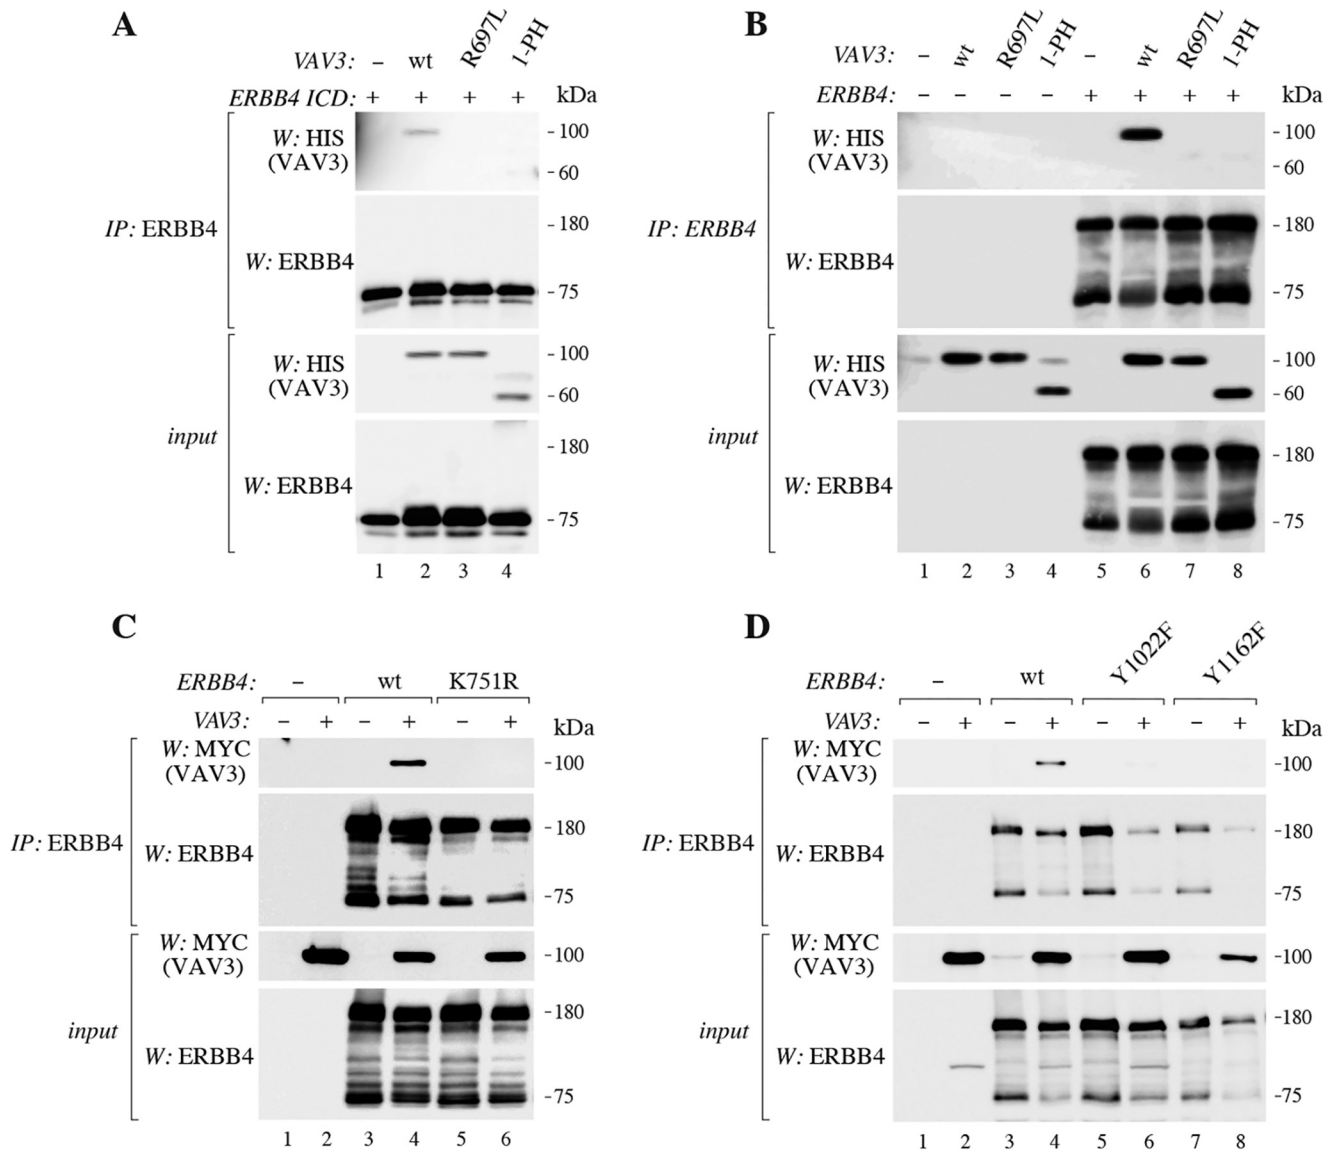 A
VAV3: – wt R697L 1-PH
ERBB4 ICD: + + + + kDa
W: HIS
(VAV3)
- 100
- 60
IP: ERBB4
W: ERBB4
- 180
- 75
W: HIS
(VAV3)
- 100
- 60
input
W: ERBB4
- 180
- 75
1 2 3 4
B
VAV3: – wt R697L 1-PH – wt R697L 1-PH
ERBB4: – – – – + + + + kDa
W: HIS
(VAV3)
- 100
- 60
IP: ERBB4
W: ERBB4
- 180
- 75
W: HIS
(VAV3)
- 100
- 60
input
W: ERBB4
- 180
- 75
1 2 3 4 5 6 7 8
C
ERBB4: – wt K751R
VAV3: – + – + – + kDa
W: MYC
(VAV3)
-100
IP: ERBB4
W: ERBB4
-180
-75
W: MYC
(VAV3)
-100
input
W: ERBB4
-180
-75
1 2 3 4 5 6
D
ERBB4: – wt Y1022F Y1162F
VAV3: – + – + – + – + kDa
W: MYC
(VAV3)
-100
IP: ERBB4
W: ERBB4
-180
-75
W: MYC
(VAV3)
-100
input
W: ERBB4
-180
-75
1 2 3 4 5 6 7 8